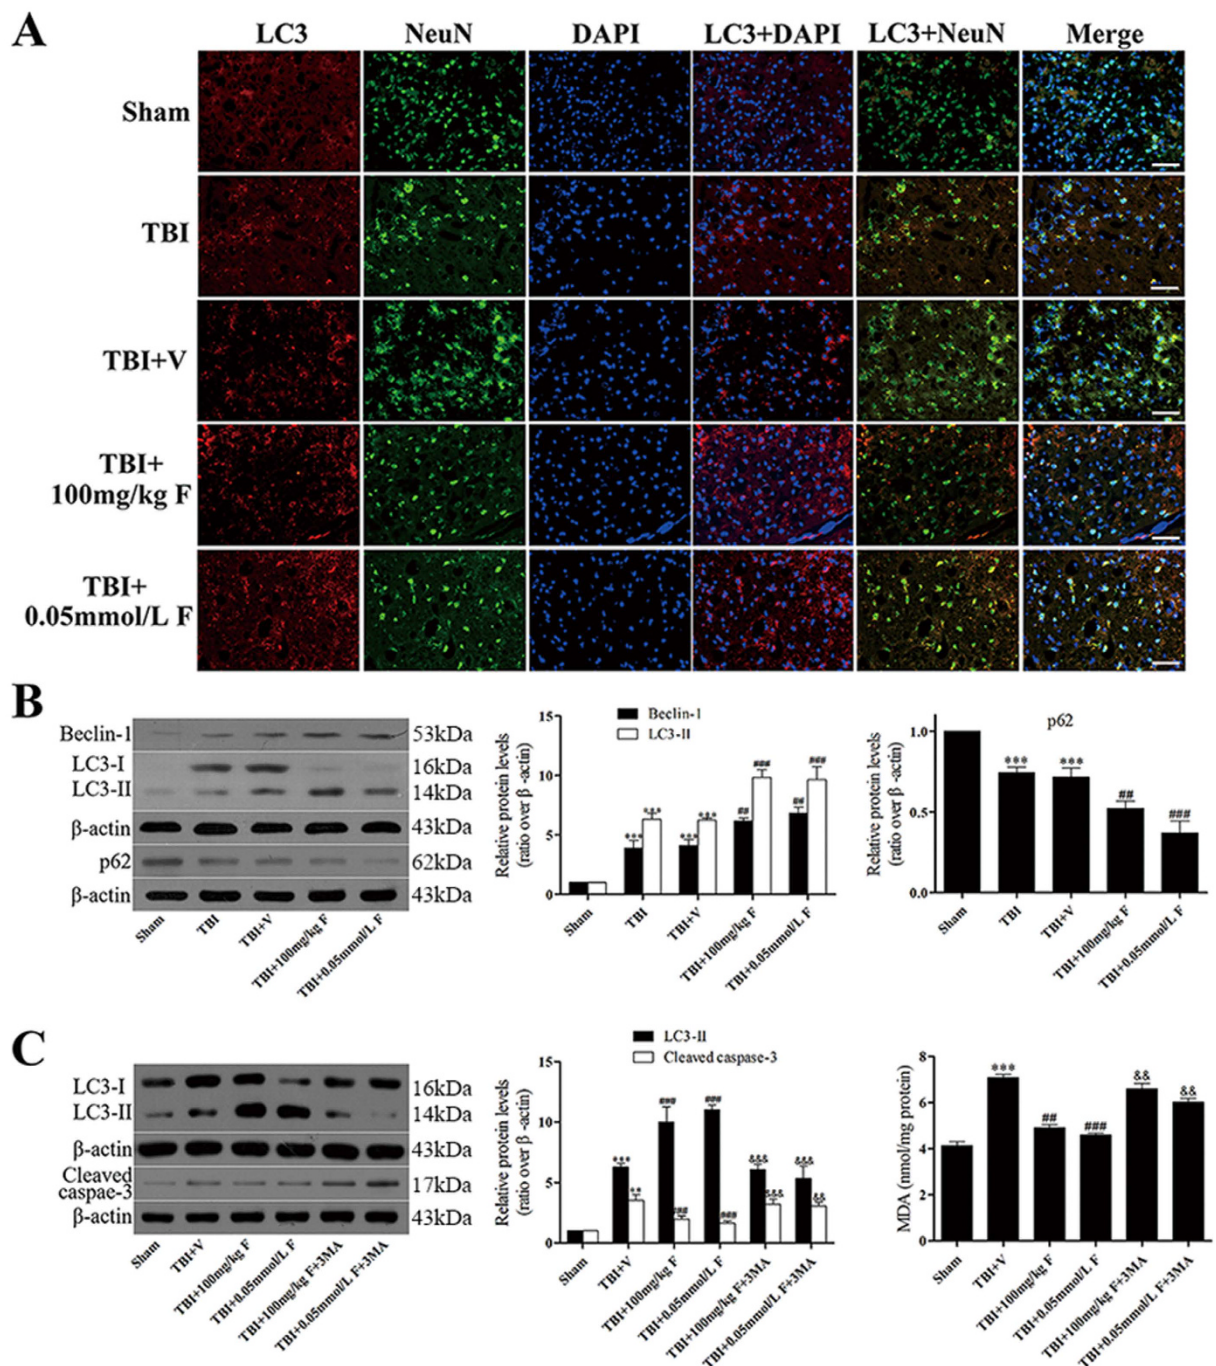 A
LC3 NeuN DAPI LC3+DAPI LC3+NeuN Merge
Sham
TBI
TBI+V
TBI+
100mg/kg F
TBI+
0.05mmol/L F
B
Beclin-1 53kDa
LC3-I 16kDa
LC3-II 14kDa
β-actin 43kDa
p62 62kDa
β-actin 43kDa
Sham TBI TBI+V TBI+100mg/kg F TBI+0.05mmol/L F
Beclin-1
LC3-II
Relative protein levels
(ratio over β -actin)
15
10
5
0
*** *** *** *** ## ### ## ###
Sham TBI TBI+V TBI+100mg/kg F TBI+0.05mmol/L F
p62
Relative protein levels
(ratio over β -actin)
1.0
0.5
0.0
*** *** ## ###
Sham TBI TBI+V TBI+100mg/kg F TBI+0.05mmol/L F
C
LC3-I 16kDa
LC3-II 14kDa
β-actin 43kDa
Cleaved
caspae-3 17kDa
β-actin 43kDa
Sham TBI+V TBI+100mg/kg F TBI+0.05mmol/L F TBI+100mg/kg F+3MA TBI+0.05mmol/L F+3MA
LC3-II
Cleaved caspase-3
Relative protein levels
(ratio over β -actin)
15
10
5
0
*** ** ### ### ### ### &&& &&& &&& &&
Sham TBI+V TBI+100mg/kg F TBI+0.05mmol/L F TBI+100mg/kg F+3MA TBI+0.05mmol/L F+3MA
MDA (nmol/mg protein)
8
6
4
2
0
*** ## ### && &&
Sham TBI+V TBI+100mg/kg F TBI+0.05mmol/L F TBI+100mg/kg F+3MA TBI+0.05mmol/L F+3MA